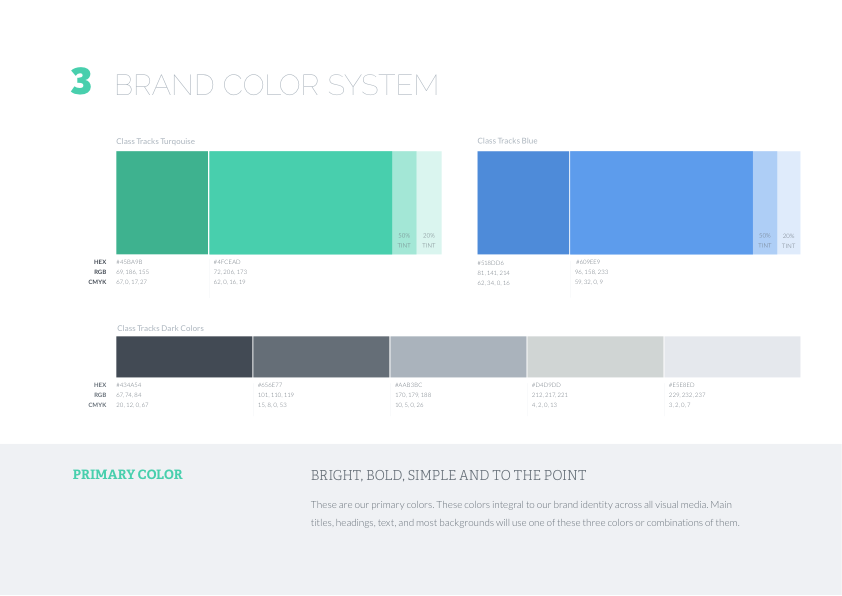 3 BRAND COLOR SYSTEM
Class Tracks Turqouise
50% TINT
20% TINT
HEX #45BA9B #4FCEAD
RGB 69,186,155 72,206,173
CMYK 67,0,17,27 62,0,16,19
Class Tracks Blue
50% TINT
20% TINT
#518DD6 #609EE9
81,141,214 96,158,233
62,34,0,16 59,32,0,9
Class Tracks Dark Colors
HEX #434A54 #656E77 #AAB3BC #D4D9DD #E5E8ED
RGB 67,74,84 101,110,119 170,179,188 212,217,221 229,232,237
CMYK 20,12,0,67 15,8,0,53 10,5,0,26 4,2,0,13 3,2,0,7
PRIMARY COLOR
BRIGHT, BOLD, SIMPLE AND TO THE POINT
These are our primary colors. These colors integral to our brand identity across all visual media. Main
titles, headings, text, and most backgrounds will use one of these three colors or combinations of them.